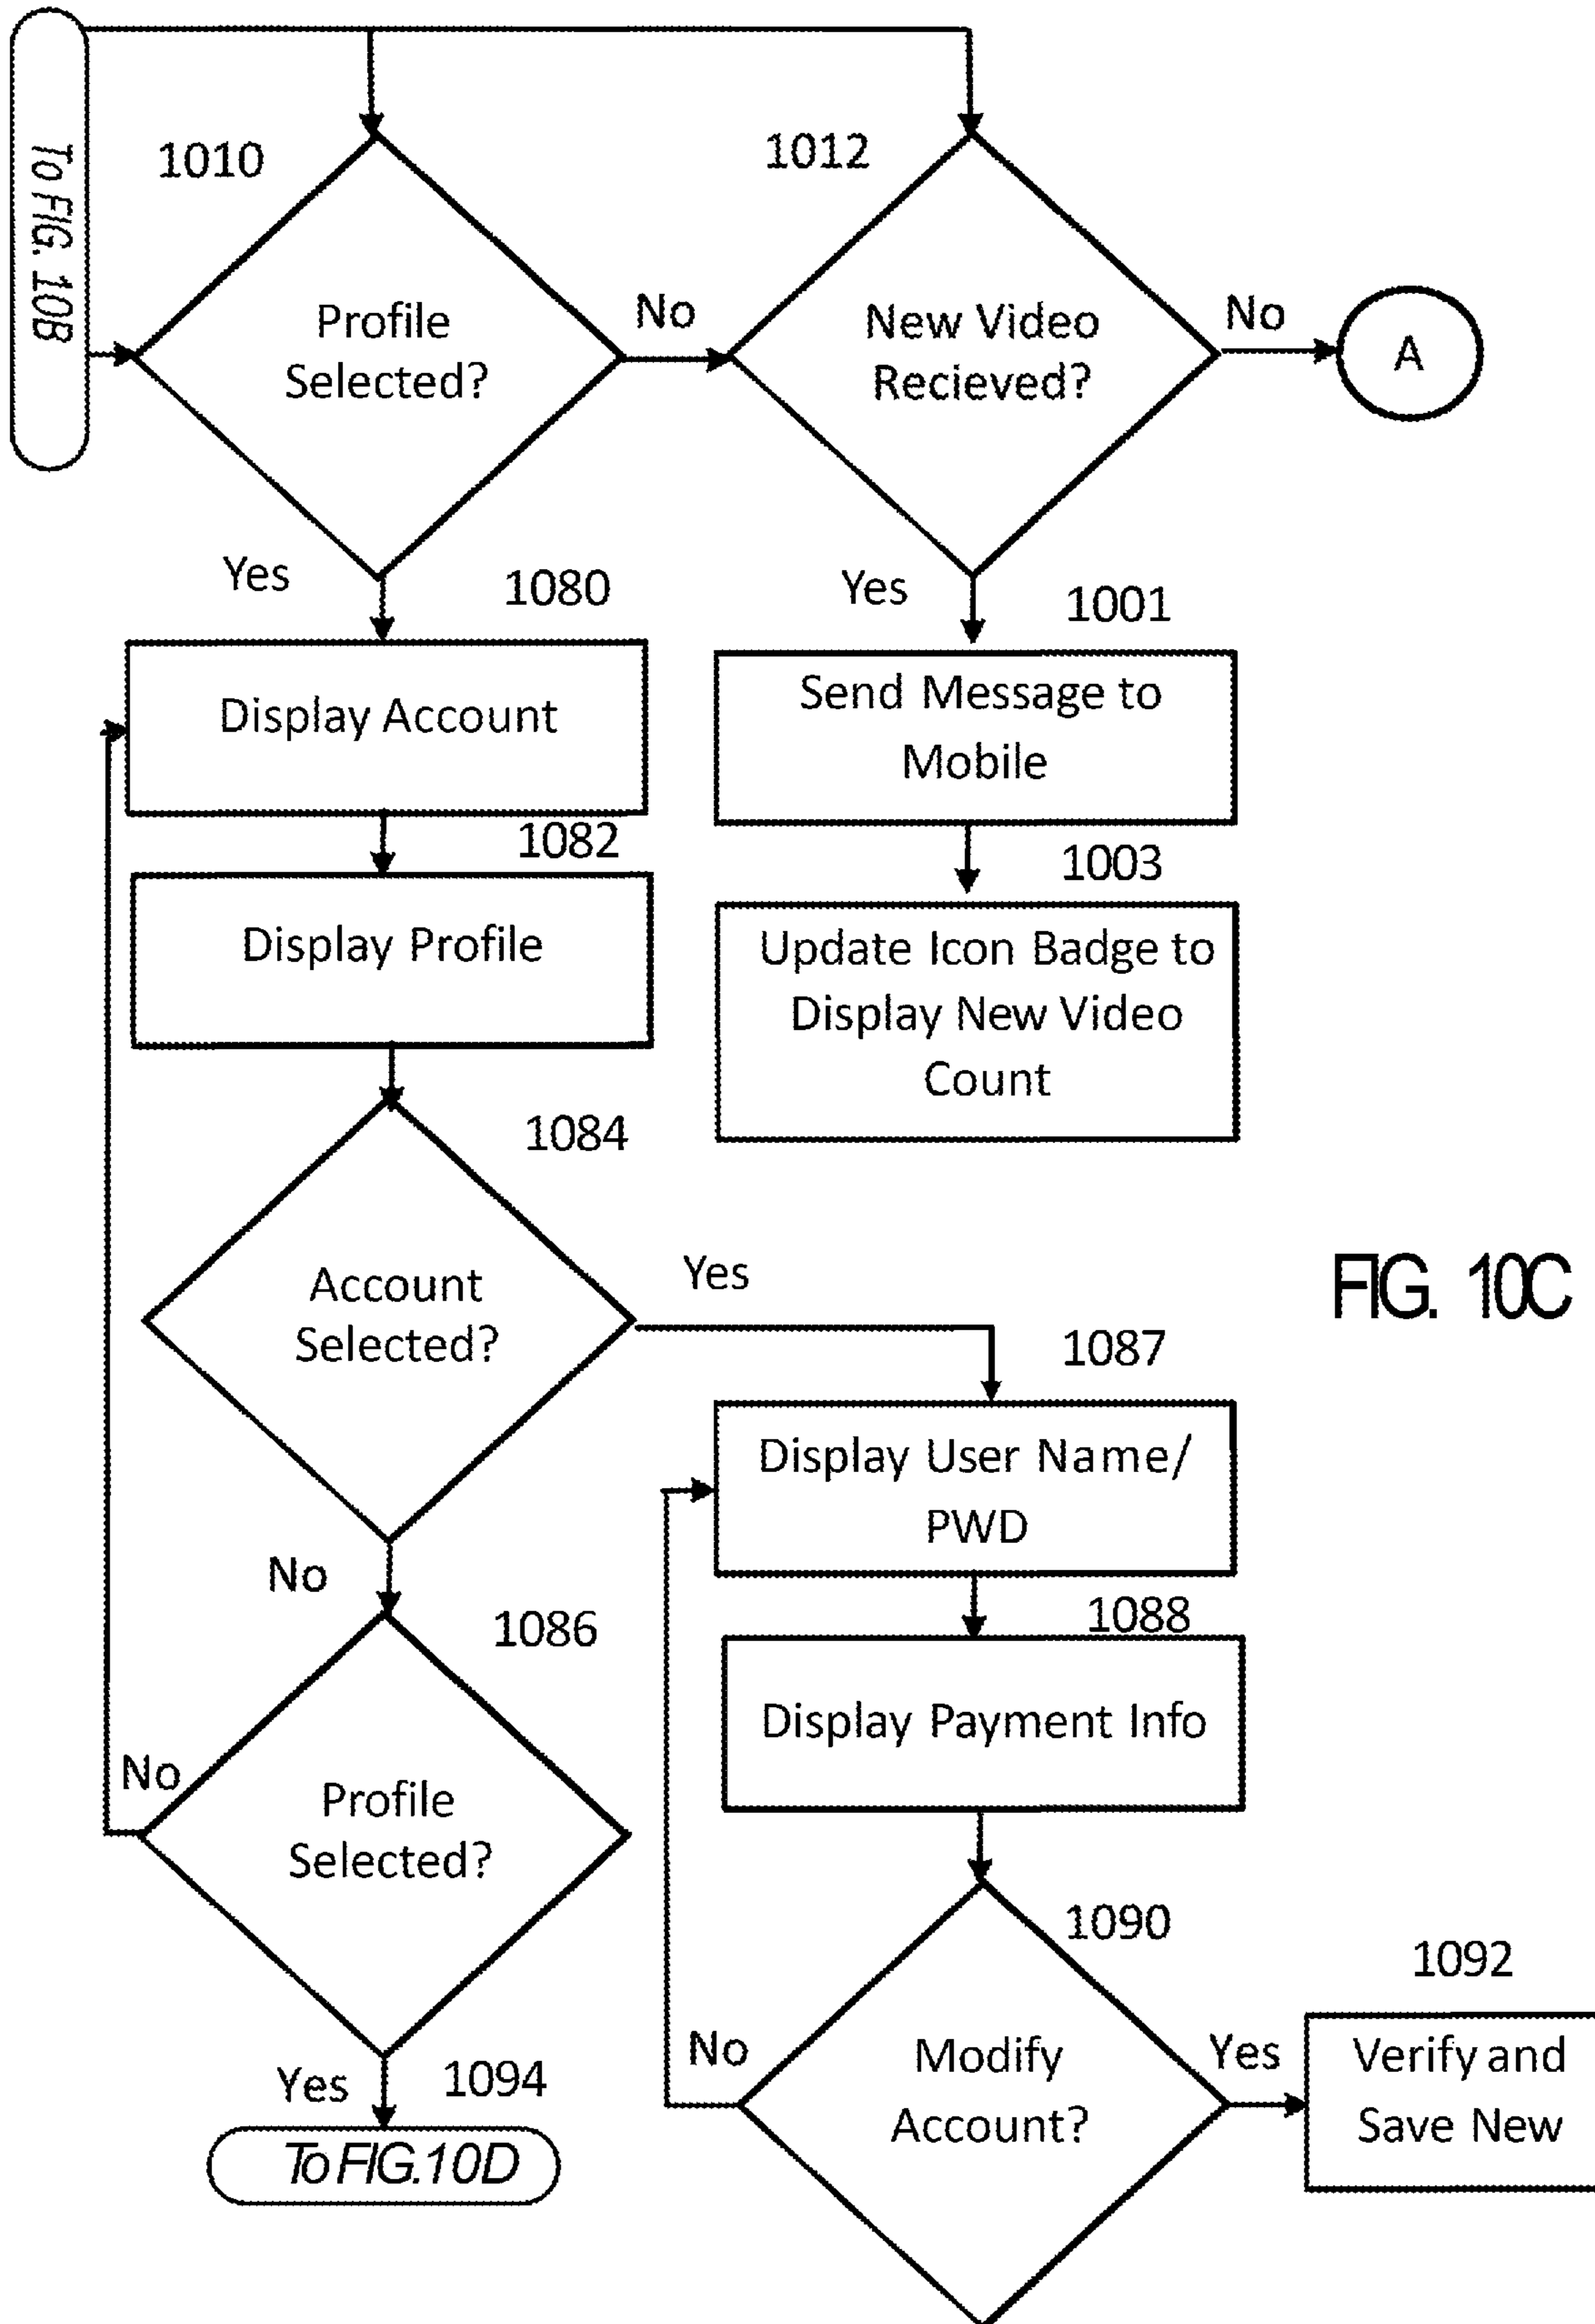 To FIG. 10B
1010
1012
Profile
Selected?
No
New Video
Recieved?
No
A
Yes
1080
Yes
1001
Display Account
Send Message to
Mobile
1082
1003
Display Profile
Update Icon Badge to
Display New Video
Count
1084
Account
Selected?
Yes
FIG. 10C
1087
Display User Name/
PWD
No
1086
1088
Display Payment Info
No
Profile
Selected?
1090
1092
No
Modify
Account?
Yes
Verify and
Save New
Yes
1094
To FIG.10D